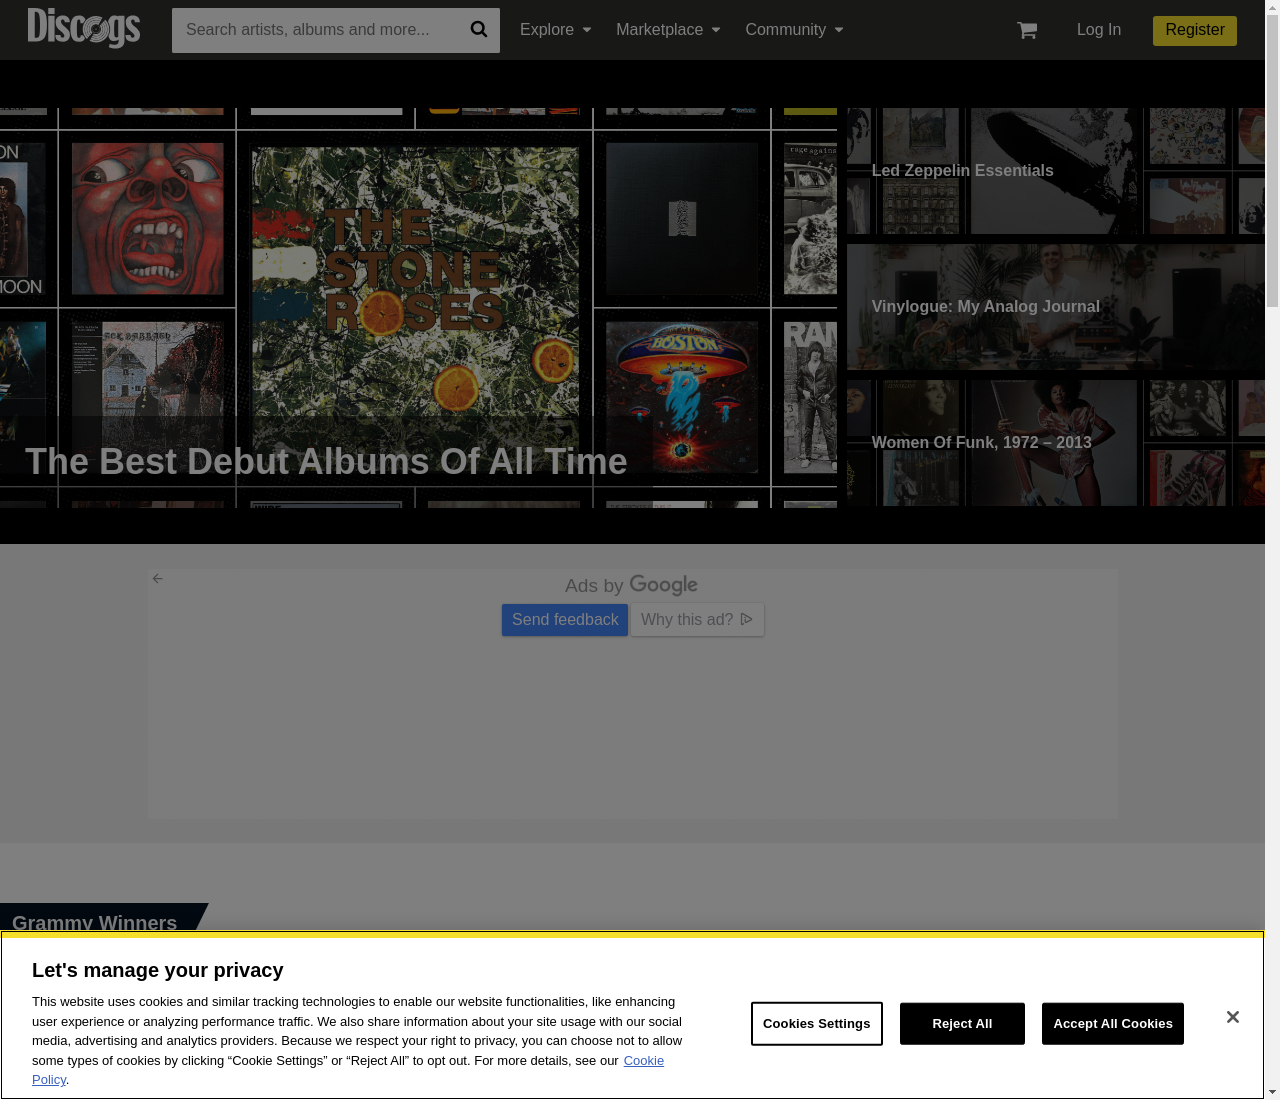 Discogs
Search artists, albums and more...
Explore
Marketplace
Community
Log In
Register
ON
MOON
THE
STONE
ROSES
rage against
BOSTON
RAM
The Best Debut Albums Of All Time
Led Zeppelin Essentials
Vinylogue: My Analog Journal
Women Of Funk, 1972 – 2013
Ads by Google
Send feedback
Why this ad?
Grammy Winners
Let's manage your privacy
This website uses cookies and similar tracking technologies to enable our website functionalities, like enhancing
user experience or analyzing performance traffic. We also share information about your site usage with our social
media, advertising and analytics providers. Because we respect your right to privacy, you can choose not to allow
some types of cookies by clicking “Cookie Settings” or “Reject All” to opt out. For more details, see our Cookie
Policy.
Cookies Settings
Reject All
Accept All Cookies